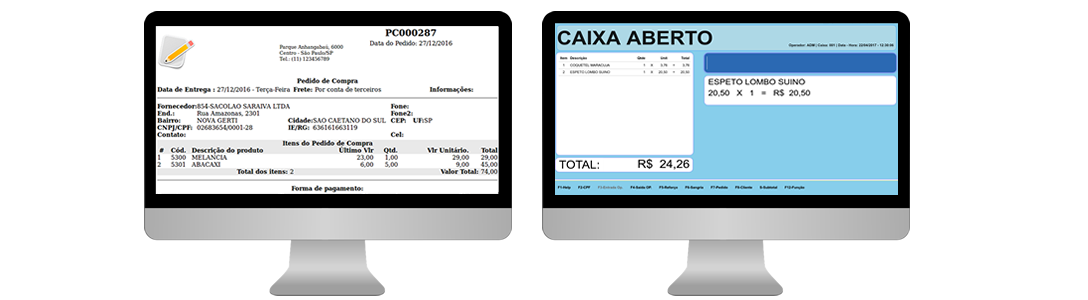 PC000287
Data do Pedido: 27/12/2016
Parque Anhangabaú, 6000
Centro - São Paulo/SP
Tel.: (11) 123456789
Pedido de Compra
Data de Entrega : 27/12/2016 - Terça-Feira Frete: Por conta de terceiros Informações:
Fornecedor:854-SACOLAO SARAIVA LTDA Fone:
End.: Rua Amazonas, 2301 Fone2:
Bairro: NOVA GERTI Cidade:SAO CAETANO DO SUL CEP: UF:SP
CNPJ/CPF: 02683654/0001-28 IE/RG: 636161663119
Contato: Cel:
Itens do Pedido de Compra
# Cód. Descrição do produto Último Vlr Qtd. Vlr Unitário. Total
1 5300 MELANCIA 23,00 1,00 29,00 29,00
2 5301 ABACAXI 6,00 5,00 9,00 45,00
Total dos itens: 2 Valor Total: 74,00
Forma de pagamento:
CAIXA ABERTO
Operador: ADM | Caixa: 001 | Data - Hora: 22/04/2017 - 12:30:09
Item Descrição Qtde Unit Total
1 COQUETEL MARACUJA 1 X 3,76 = 3,76
2 ESPETO LOMBO SUINO 1 X 20,50 = 20,50
ESPETO LOMBO SUINO
20,50 X 1 = R$ 20,50
TOTAL: R$ 24,26
F1-Help F2-CPF F3-Entrada Op. F4-Saída OP. F5-Reforço F6-Sangria F7-Pedido F9-Cliente S-Subtotal F12-Função